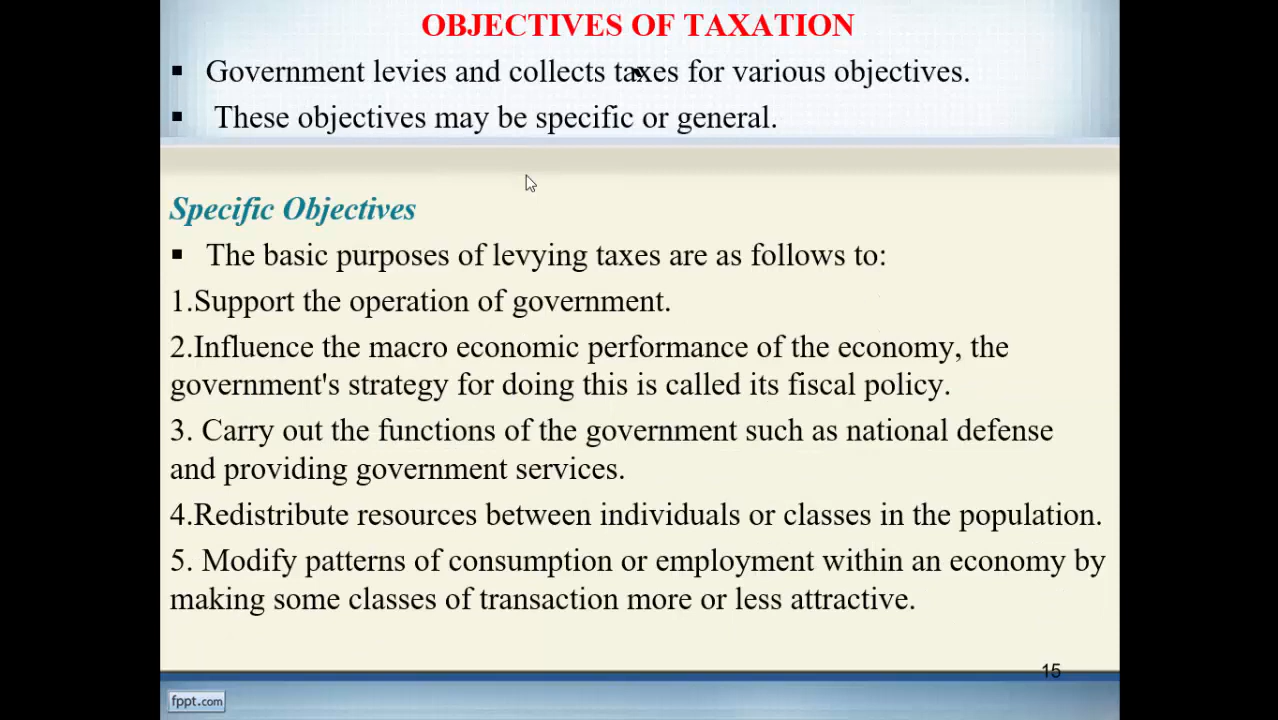 OBJECTIVES OF TAXATION
▪ Government levies and collects taxes for various objectives.
▪ These objectives may be specific or general.
Specific Objectives
▪ The basic purposes of levying taxes are as follows to:
1.Support the operation of government.
2.Influence the macro economic performance of the economy, the
government's strategy for doing this is called its fiscal policy.
3. Carry out the functions of the government such as national defense
and providing government services.
4.Redistribute resources between individuals or classes in the population.
5. Modify patterns of consumption or employment within an economy by
making some classes of transaction more or less attractive.
15
fppt.com